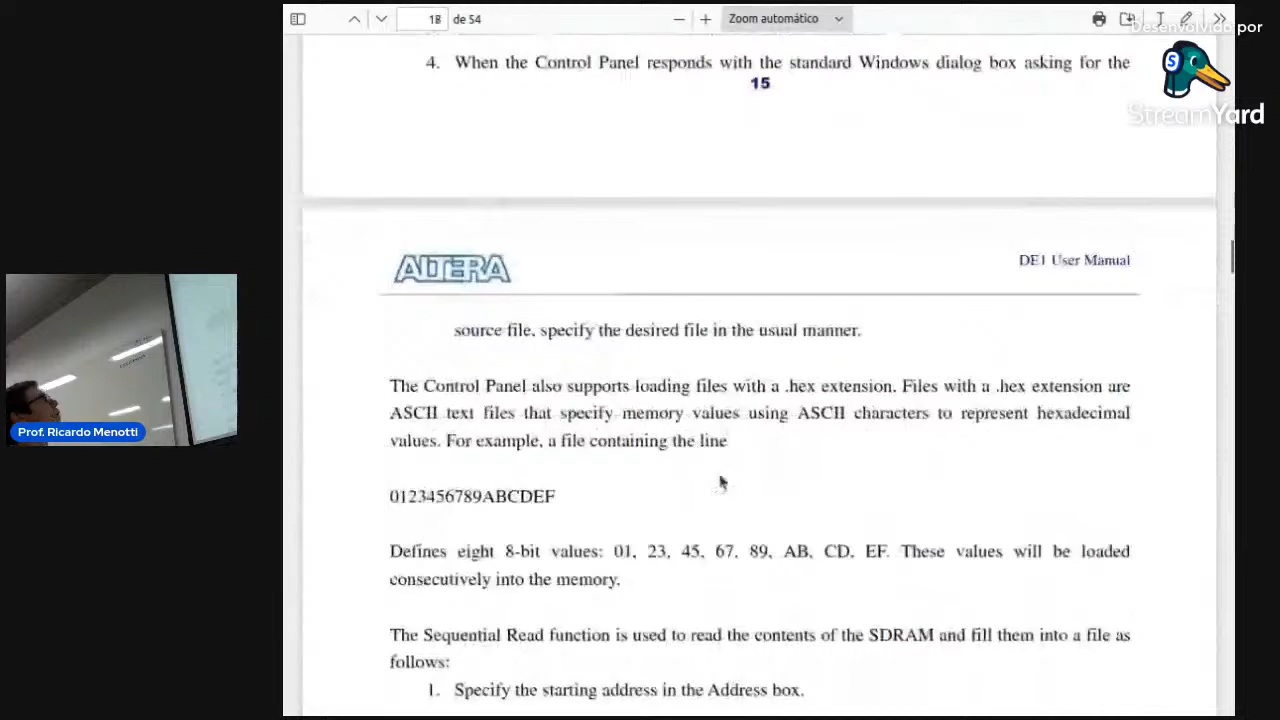 18 de 54
Zoom automático
Desenvolvido por
StreamYard
4. When the Control Panel responds with the standard Windows dialog box asking for the
15
ALTERA
DE1 User Manual
source file, specify the desired file in the usual manner.
The Control Panel also supports loading files with a .hex extension. Files with a .hex extension are
ASCII text files that specify memory values using ASCII characters to represent hexadecimal
values. For example, a file containing the line
0123456789ABCDEF
Defines eight 8-bit values: 01, 23, 45, 67, 89, AB, CD, EF. These values will be loaded
consecutively into the memory.
The Sequential Read function is used to read the contents of the SDRAM and fill them into a file as
follows:
1. Specify the starting address in the Address box.
Prof. Ricardo Menotti